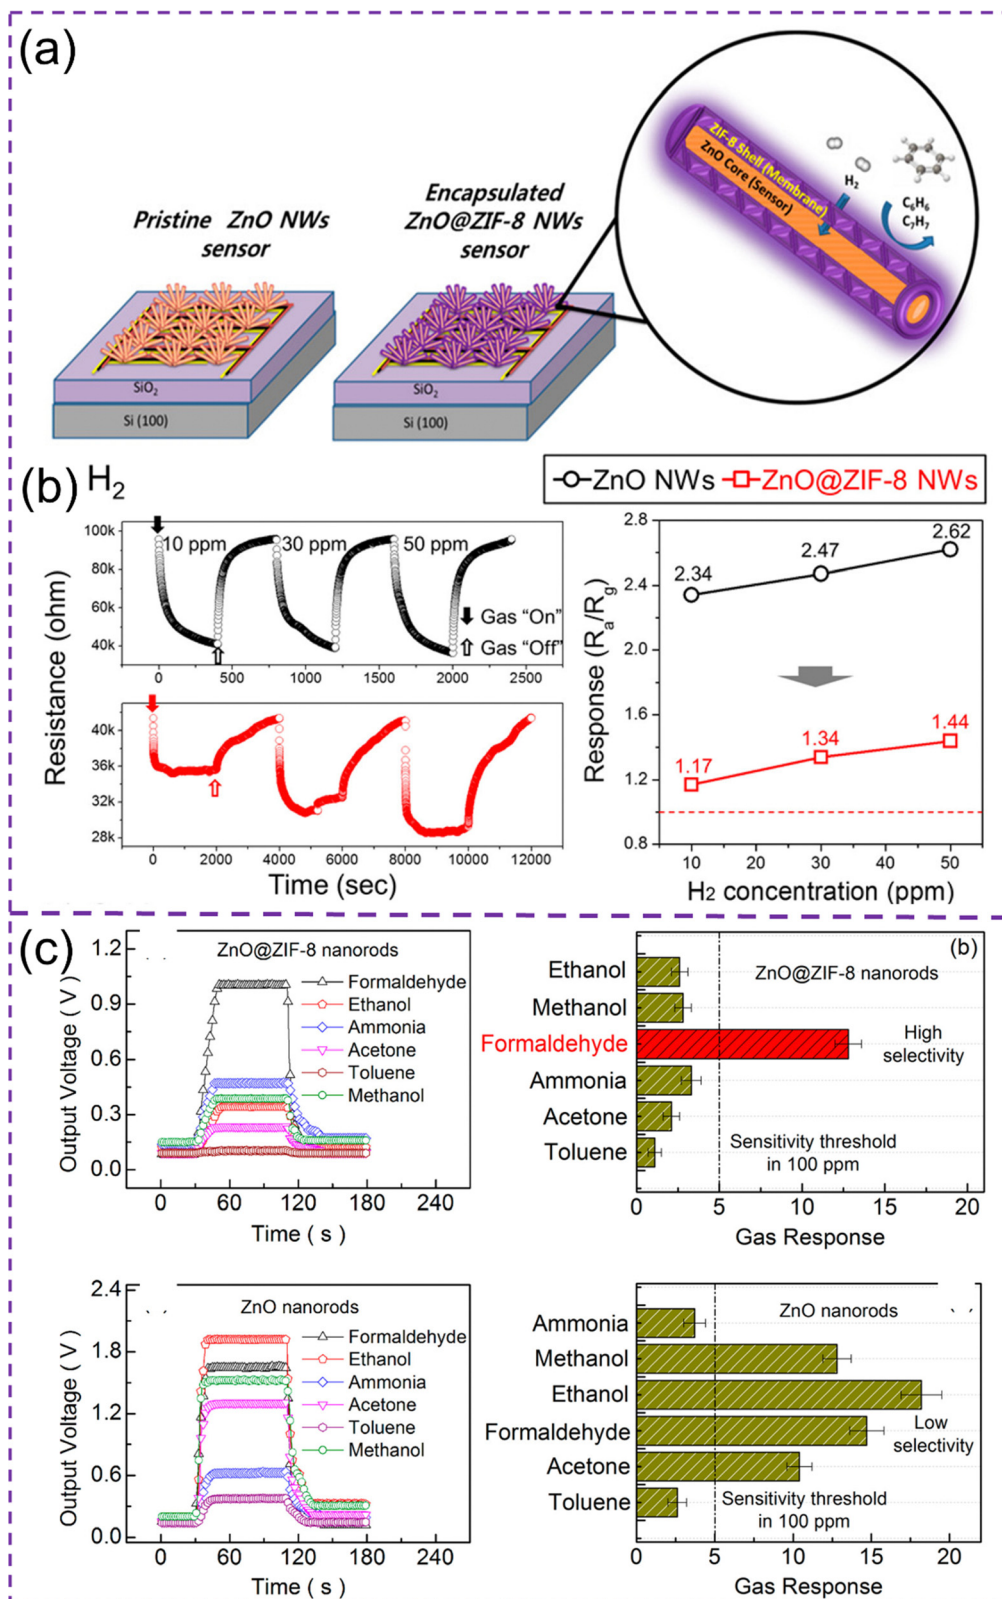 (a)
Pristine ZnO NWs
sensor
Encapsulated
ZnO@ZIF-8 NWs
sensor
ZIF-8 Shell (Membrane)
ZnO Core (Sensor)
H2
C6H6
C7H7
SiO2
Si (100)
SiO2
Si (100)
(b) H2
ZnO NWs ZnO@ZIF-8 NWs
Resistance (ohm)
100k
80k
60k
40k
10 ppm 30 ppm 50 ppm
Gas "On"
Gas "Off"
0 500 1000 1500 2000 2500
40k
36k
32k
28k
0 2000 4000 6000 8000 10000 12000
Time (sec)
Response (Ra/Rg)
2.8
2.4
2.0
1.6
1.2
0.8
2.34 2.47 2.62
1.17 1.34 1.44
10 20 30 40 50
H2 concentration (ppm)
(c)
Output Voltage ( V )
1.2
0.9
0.6
0.3
0.0
ZnO@ZIF-8 nanorods
Formaldehyde
Ethanol
Ammonia
Acetone
Toluene
Methanol
0 60 120 180 240
Time ( s )
(b)
ZnO@ZIF-8 nanorods
Ethanol
Methanol
Formaldehyde
Ammonia
Acetone
Toluene
High
selectivity
Sensitivity threshold
in 100 ppm
0 5 10 15 20
Gas Response
Output Voltage ( V )
2.4
1.8
1.2
0.6
0.0
ZnO nanorods
Formaldehyde
Ethanol
Ammonia
Acetone
Toluene
Methanol
0 60 120 180 240
Time ( s )
ZnO nanorods
Ammonia
Methanol
Ethanol
Formaldehyde
Acetone
Toluene
Low
selectivity
Sensitivity threshold
in 100 ppm
0 5 10 15 20
Gas Response